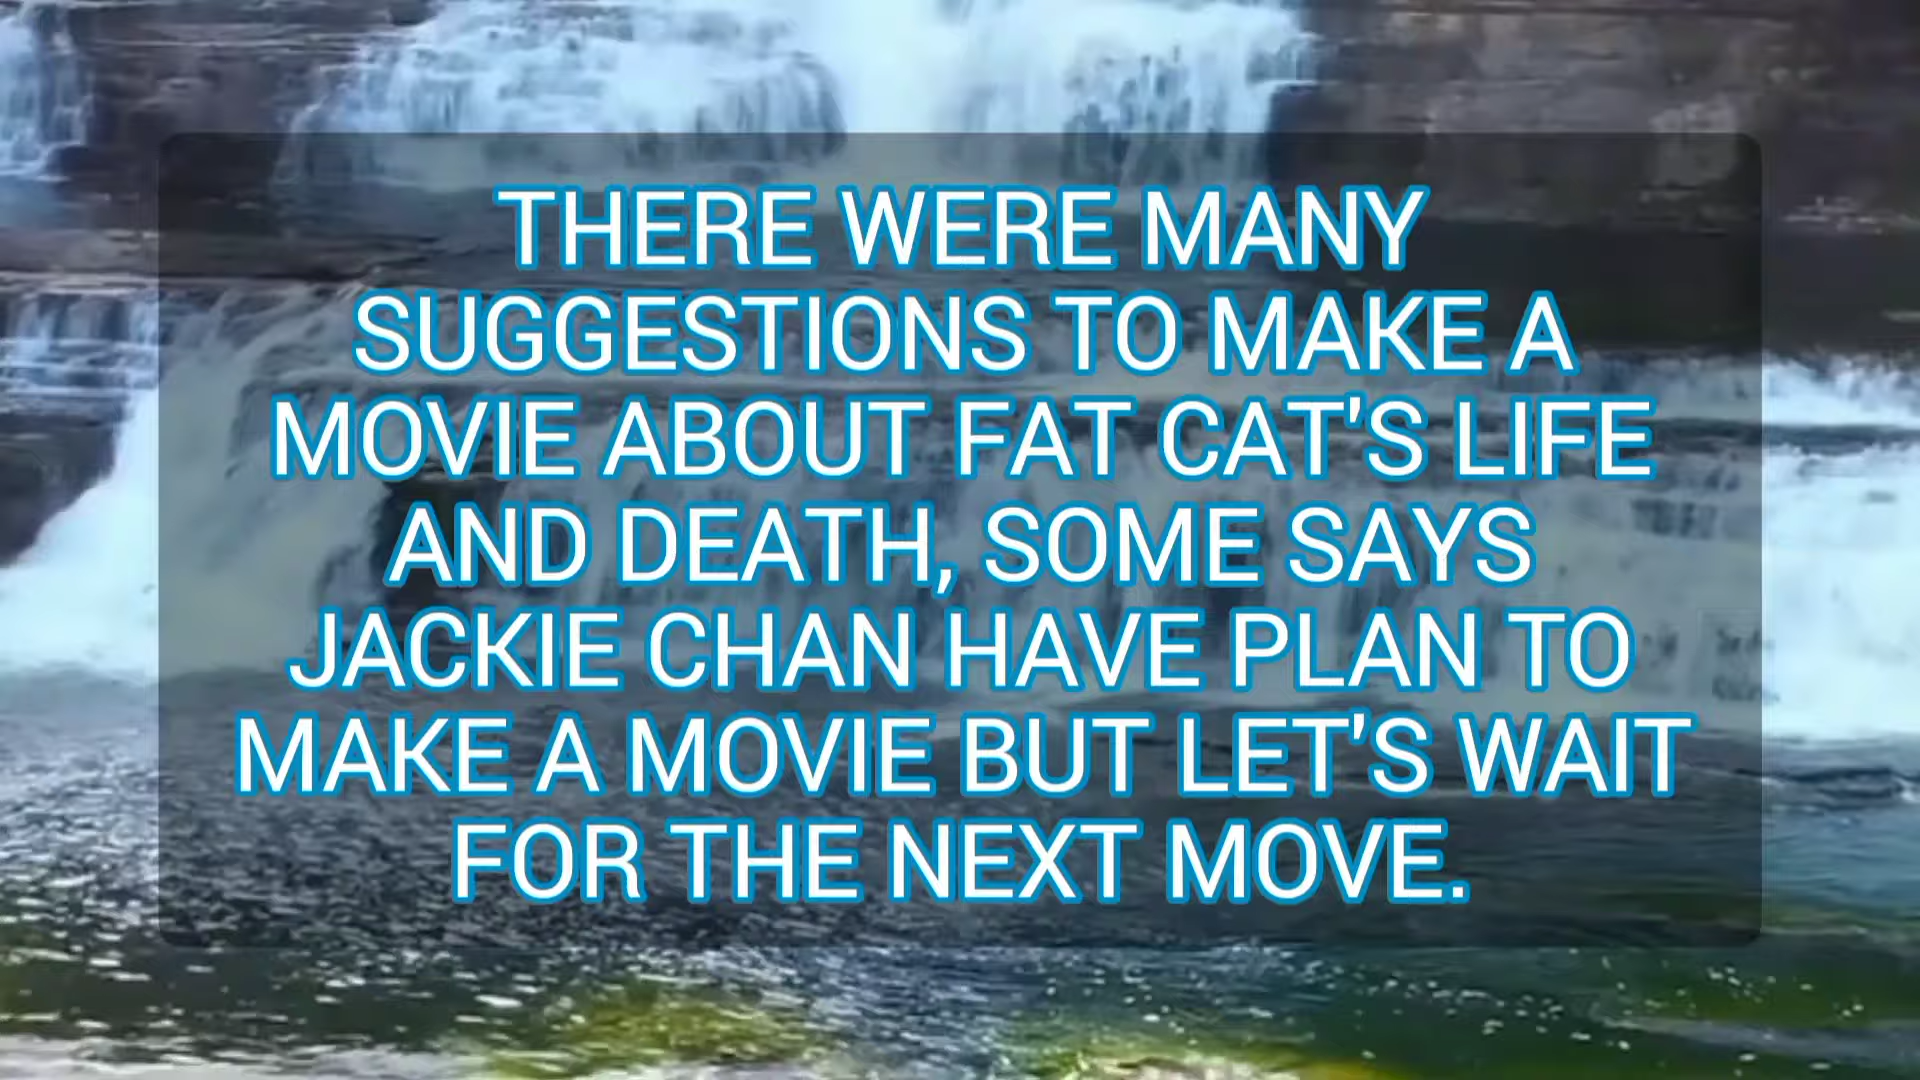 THERE WERE MANY
SUGGESTIONS TO MAKE A
MOVIE ABOUT FAT CAT'S LIFE
AND DEATH, SOME SAYS
JACKIE CHAN HAVE PLAN TO
MAKE A MOVIE BUT LET'S WAIT
FOR THE NEXT MOVE.